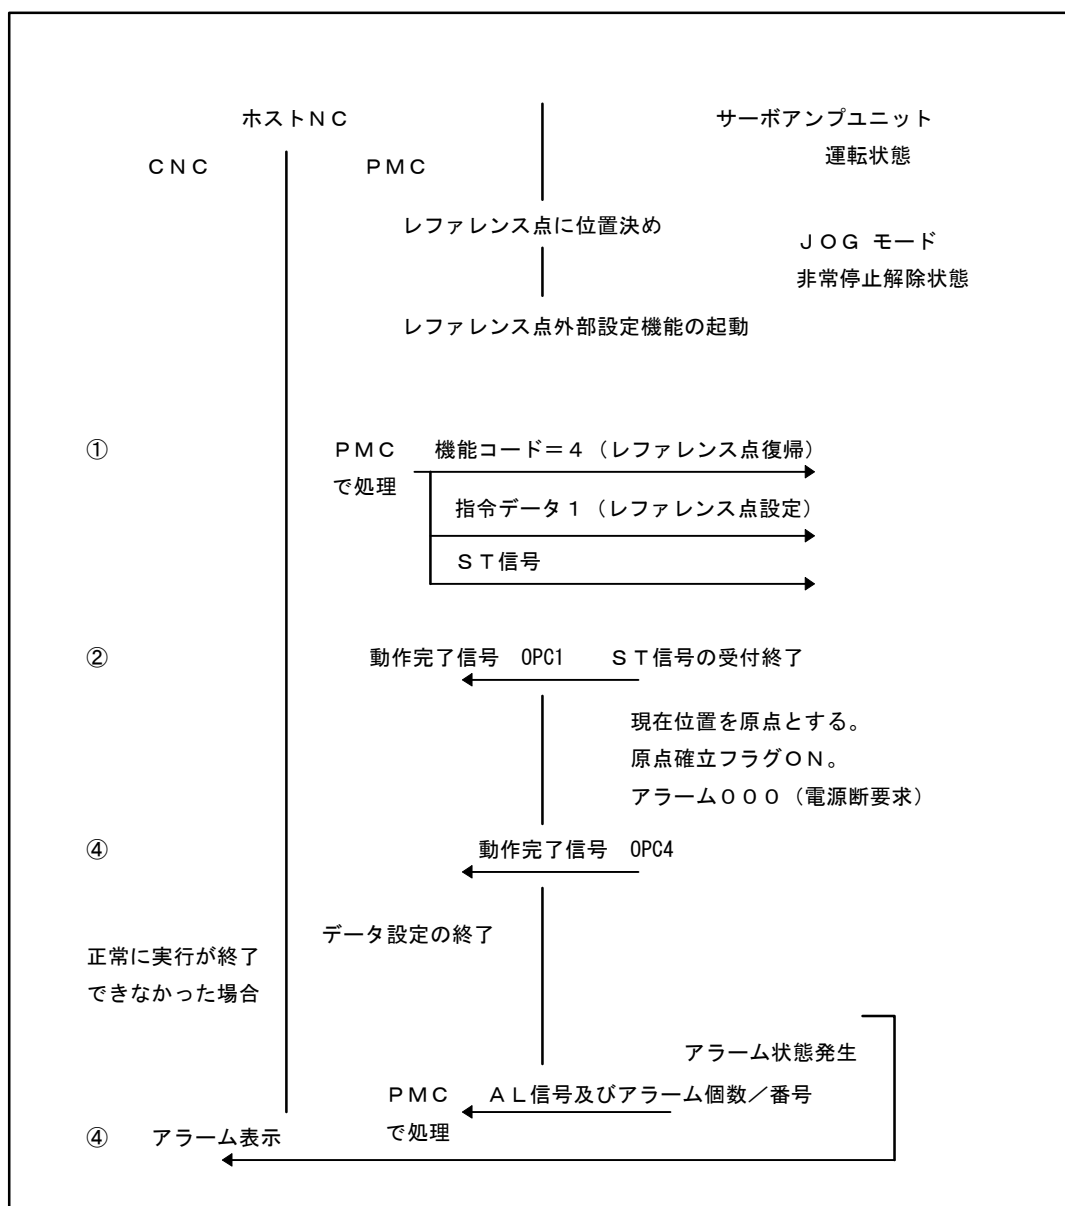 ホストＮＣ
サーボアンプユニット
運転状態
ＣＮＣ
ＰＭＣ
レファレンス点に位置決め
ＪＯＧ モード
非常停止解除状態
レファレンス点外部設定機能の起動
①
ＰＭＣ
で処理
機能コード＝４（レファレンス点復帰）
指令データ１（レファレンス点設定）
ＳＴ信号
②
動作完了信号 OPC1 ＳＴ信号の受付終了
現在位置を原点とする。
原点確立フラグＯＮ。
アラーム０００（電源断要求）
④
動作完了信号 OPC4
データ設定の終了
正常に実行が終了
できなかった場合
アラーム状態発生
ＰＭＣ
で処理
ＡＬ信号及びアラーム個数／番号
④
アラーム表示